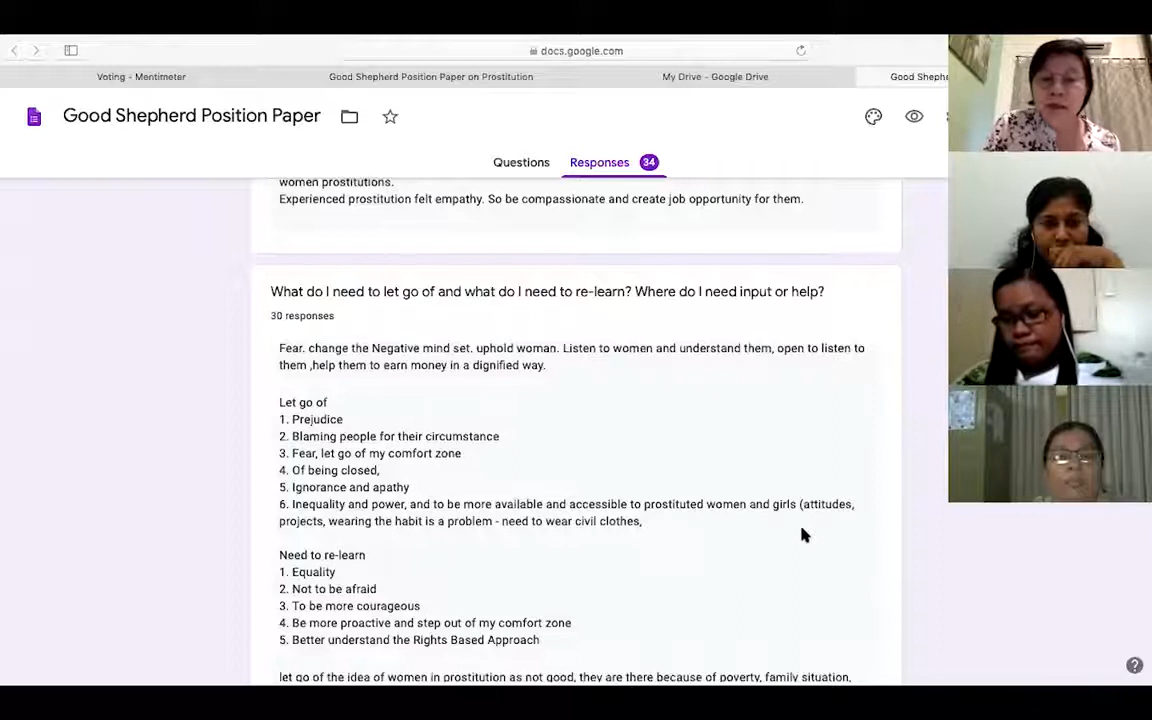 docs.google.com
Voting - Mentimeter
Good Shepherd Position Paper on Prostitution
My Drive - Google Drive
Good Shephe
Good Shepherd Position Paper
Questions
Responses 34
women prostitutions.
Experienced prostitution felt empathy. So be compassionate and create job opportunity for them.
What do I need to let go of and what do I need to re-learn? Where do I need input or help?
30 responses
Fear. change the Negative mind set. uphold woman. Listen to women and understand them, open to listen to
them ,help them to earn money in a dignified way.
Let go of
1. Prejudice
2. Blaming people for their circumstance
3. Fear, let go of my comfort zone
4. Of being closed,
5. Ignorance and apathy
6. Inequality and power, and to be more available and accessible to prostituted women and girls (attitudes,
projects, wearing the habit is a problem - need to wear civil clothes,
Need to re-learn
1. Equality
2. Not to be afraid
3. To be more courageous
4. Be more proactive and step out of my comfort zone
5. Better understand the Rights Based Approach
let go of the idea of women in prostitution as not good, they are there because of poverty, family situation,